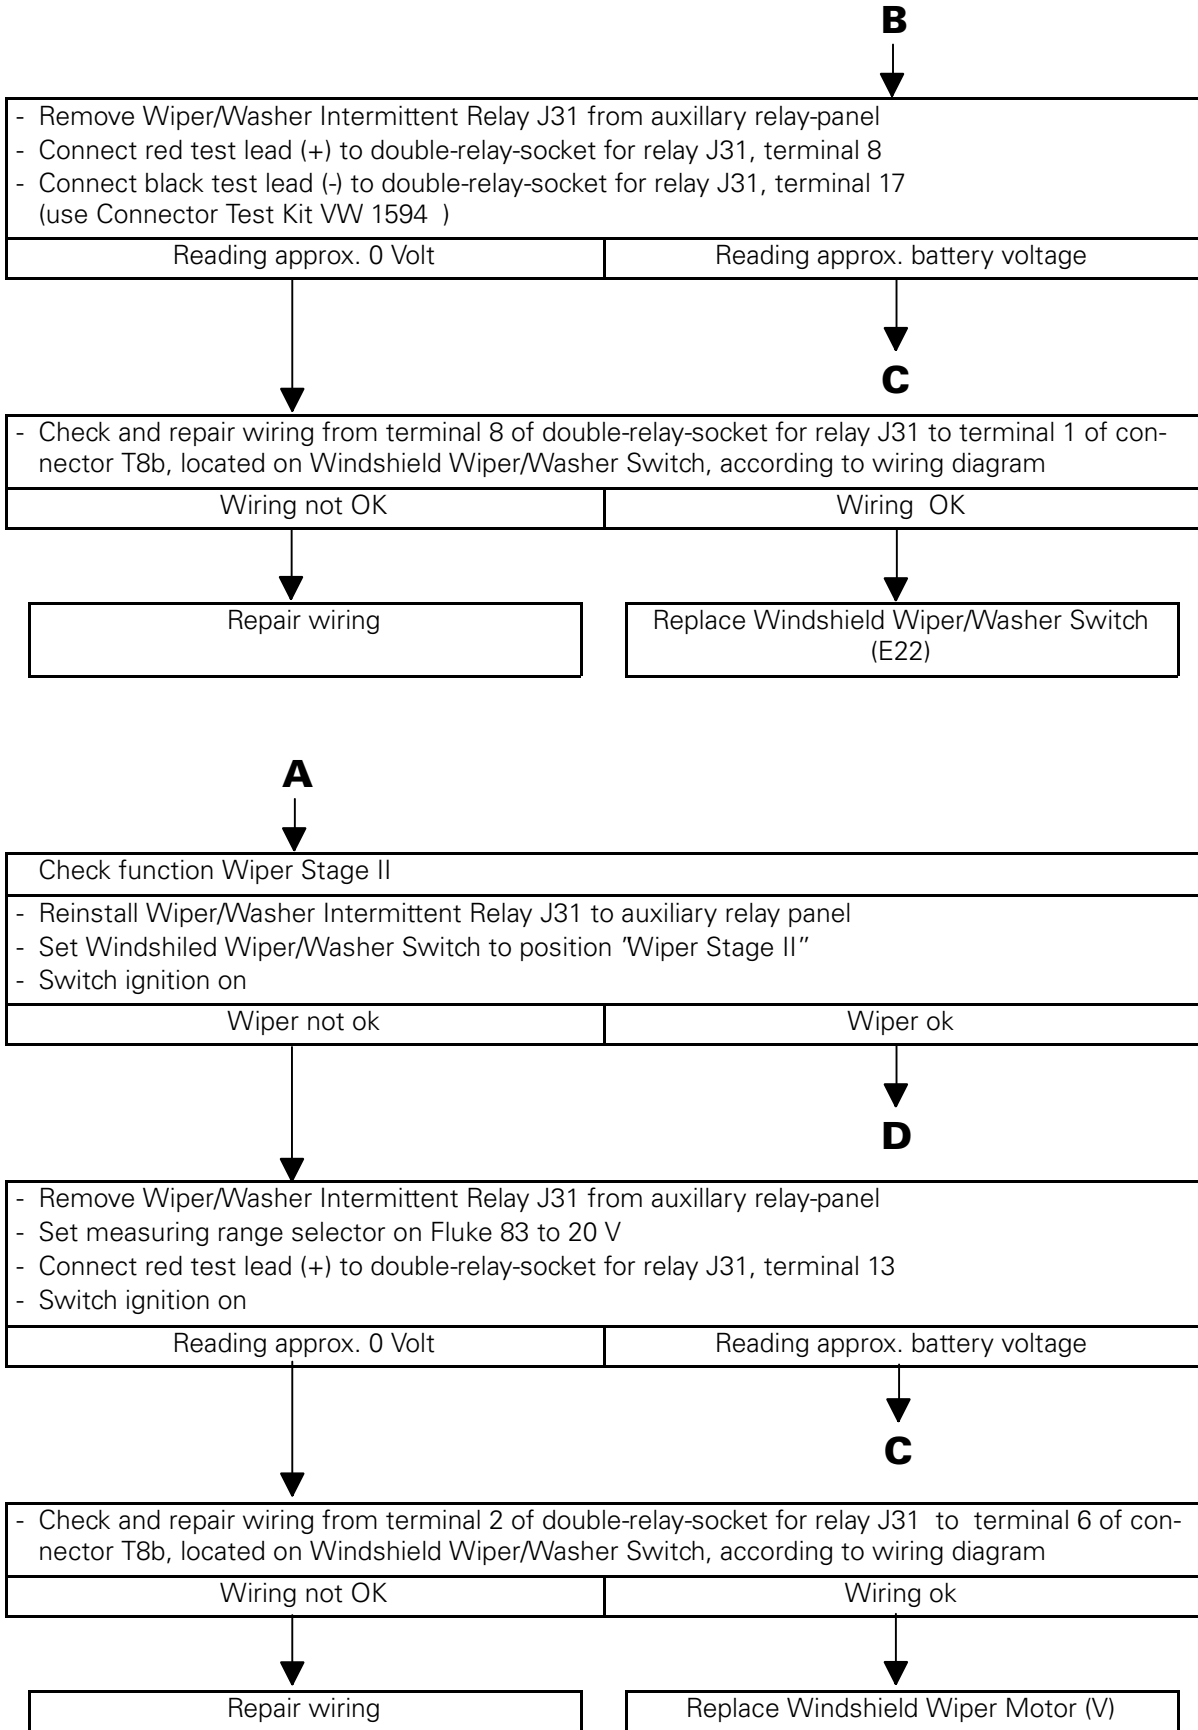 B
- Remove Wiper/Washer Intermittent Relay J31 from auxillary relay-panel
- Connect red test lead (+) to double-relay-socket for relay J31, terminal 8
- Connect black test lead (-) to double-relay-socket for relay J31, terminal 17
(use Connector Test Kit VW 1594 )
Reading approx. 0 Volt
Reading approx. battery voltage
C
- Check and repair wiring from terminal 8 of double-relay-socket for relay J31 to terminal 1 of con-
nector T8b, located on Windshield Wiper/Washer Switch, according to wiring diagram
Wiring not OK
Wiring OK
Repair wiring
Replace Windshield Wiper/Washer Switch
(E22)
A
Check function Wiper Stage II
- Reinstall Wiper/Washer Intermittent Relay J31 to auxiliary relay panel
- Set Windshiled Wiper/Washer Switch to position "Wiper Stage II"
- Switch ignition on
Wiper not ok
Wiper ok
D
- Remove Wiper/Washer Intermittent Relay J31 from auxillary relay-panel
- Set measuring range selector on Fluke 83 to 20 V
- Connect red test lead (+) to double-relay-socket for relay J31, terminal 13
- Switch ignition on
Reading approx. 0 Volt
Reading approx. battery voltage
C
- Check and repair wiring from terminal 2 of double-relay-socket for relay J31 to terminal 6 of con-
nector T8b, located on Windshield Wiper/Washer Switch, according to wiring diagram
Wiring not OK
Wiring ok
Repair wiring
Replace Windshield Wiper Motor (V)